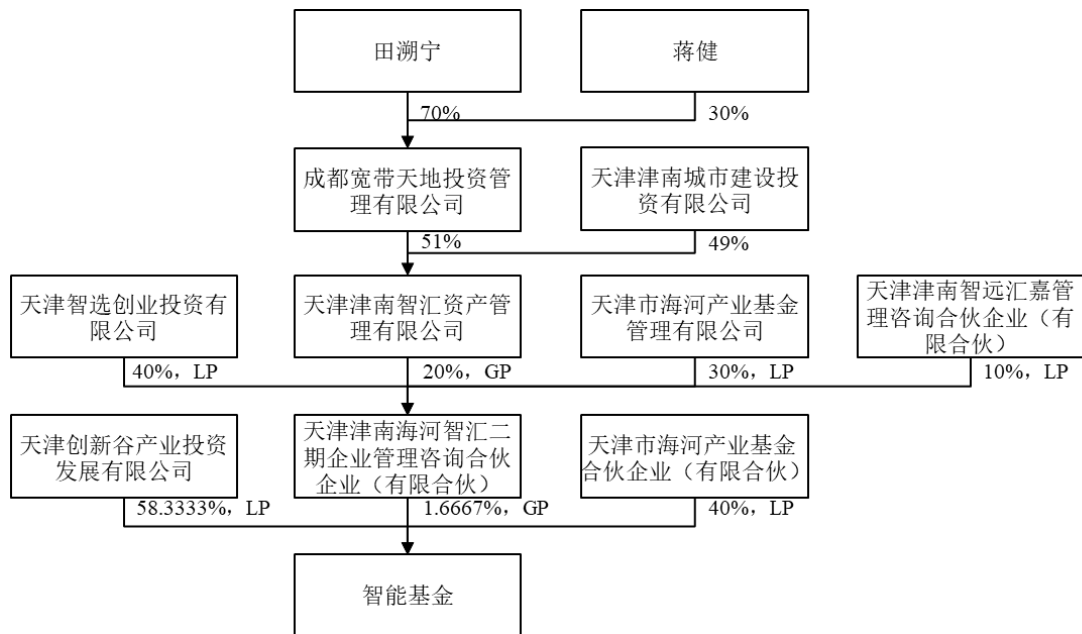 田溯宁
蒋健
70%
30%
成都宽带天地投资管
理有限公司
天津津南城市建设投
资有限公司
51%
49%
天津智选创业投资有
限公司
天津津南智汇资产管
理有限公司
天津市海河产业基金
管理有限公司
天津津南智远汇嘉管
理咨询合伙企业（有
限合伙）
40%，LP
20%，GP
30%，LP
10%，LP
天津创新谷产业投资
发展有限公司
天津津南海河智汇二
期企业管理咨询合伙
企业（有限合伙）
天津市海河产业基金
合伙企业（有限合伙）
58.3333%，LP
1.6667%，GP
40%，LP
智能基金